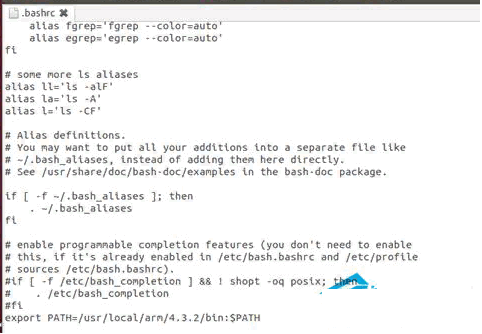 .bashrc ✖
alias fgrep='fgrep --color=auto'
alias egrep='egrep --color=auto'
fi
# some more ls aliases
alias ll='ls -alF'
alias la='ls -A'
alias l='ls -CF'
# Alias definitions.
# You may want to put all your additions into a separate file like
# ~/.bash_aliases, instead of adding them here directly.
# See /usr/share/doc/bash-doc/examples in the bash-doc package.
if [ -f ~/.bash_aliases ]; then
. ~/.bash_aliases
fi
# enable programmable completion features (you don't need to enable
# this, if it's already enabled in /etc/bash.bashrc and /etc/profile
# sources /etc/bash.bashrc).
#if [ -f /etc/bash_completion ] && ! shopt -oq posix; then
#    . /etc/bash_completion
#fi
export PATH=/usr/local/arm/4.3.2/bin:$PATH